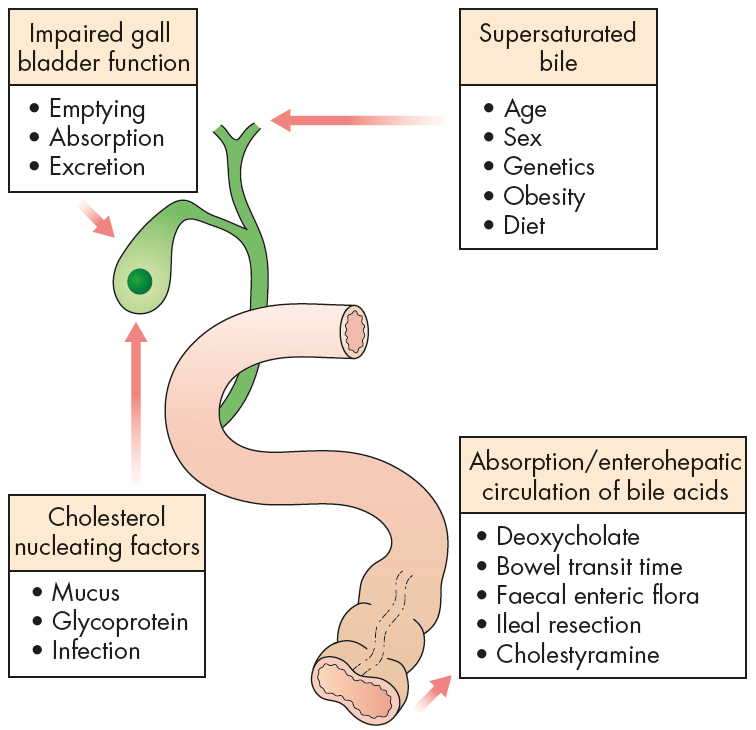 Impaired gall
bladder function
• Emptying
• Absorption
• Excretion
Supersaturated
bile
• Age
• Sex
• Genetics
• Obesity
• Diet
Cholesterol
nucleating factors
• Mucus
• Glycoprotein
• Infection
Absorption/enterohepatic
circulation of bile acids
• Deoxycholate
• Bowel transit time
• Faecal enteric flora
• Ileal resection
• Cholestyramine